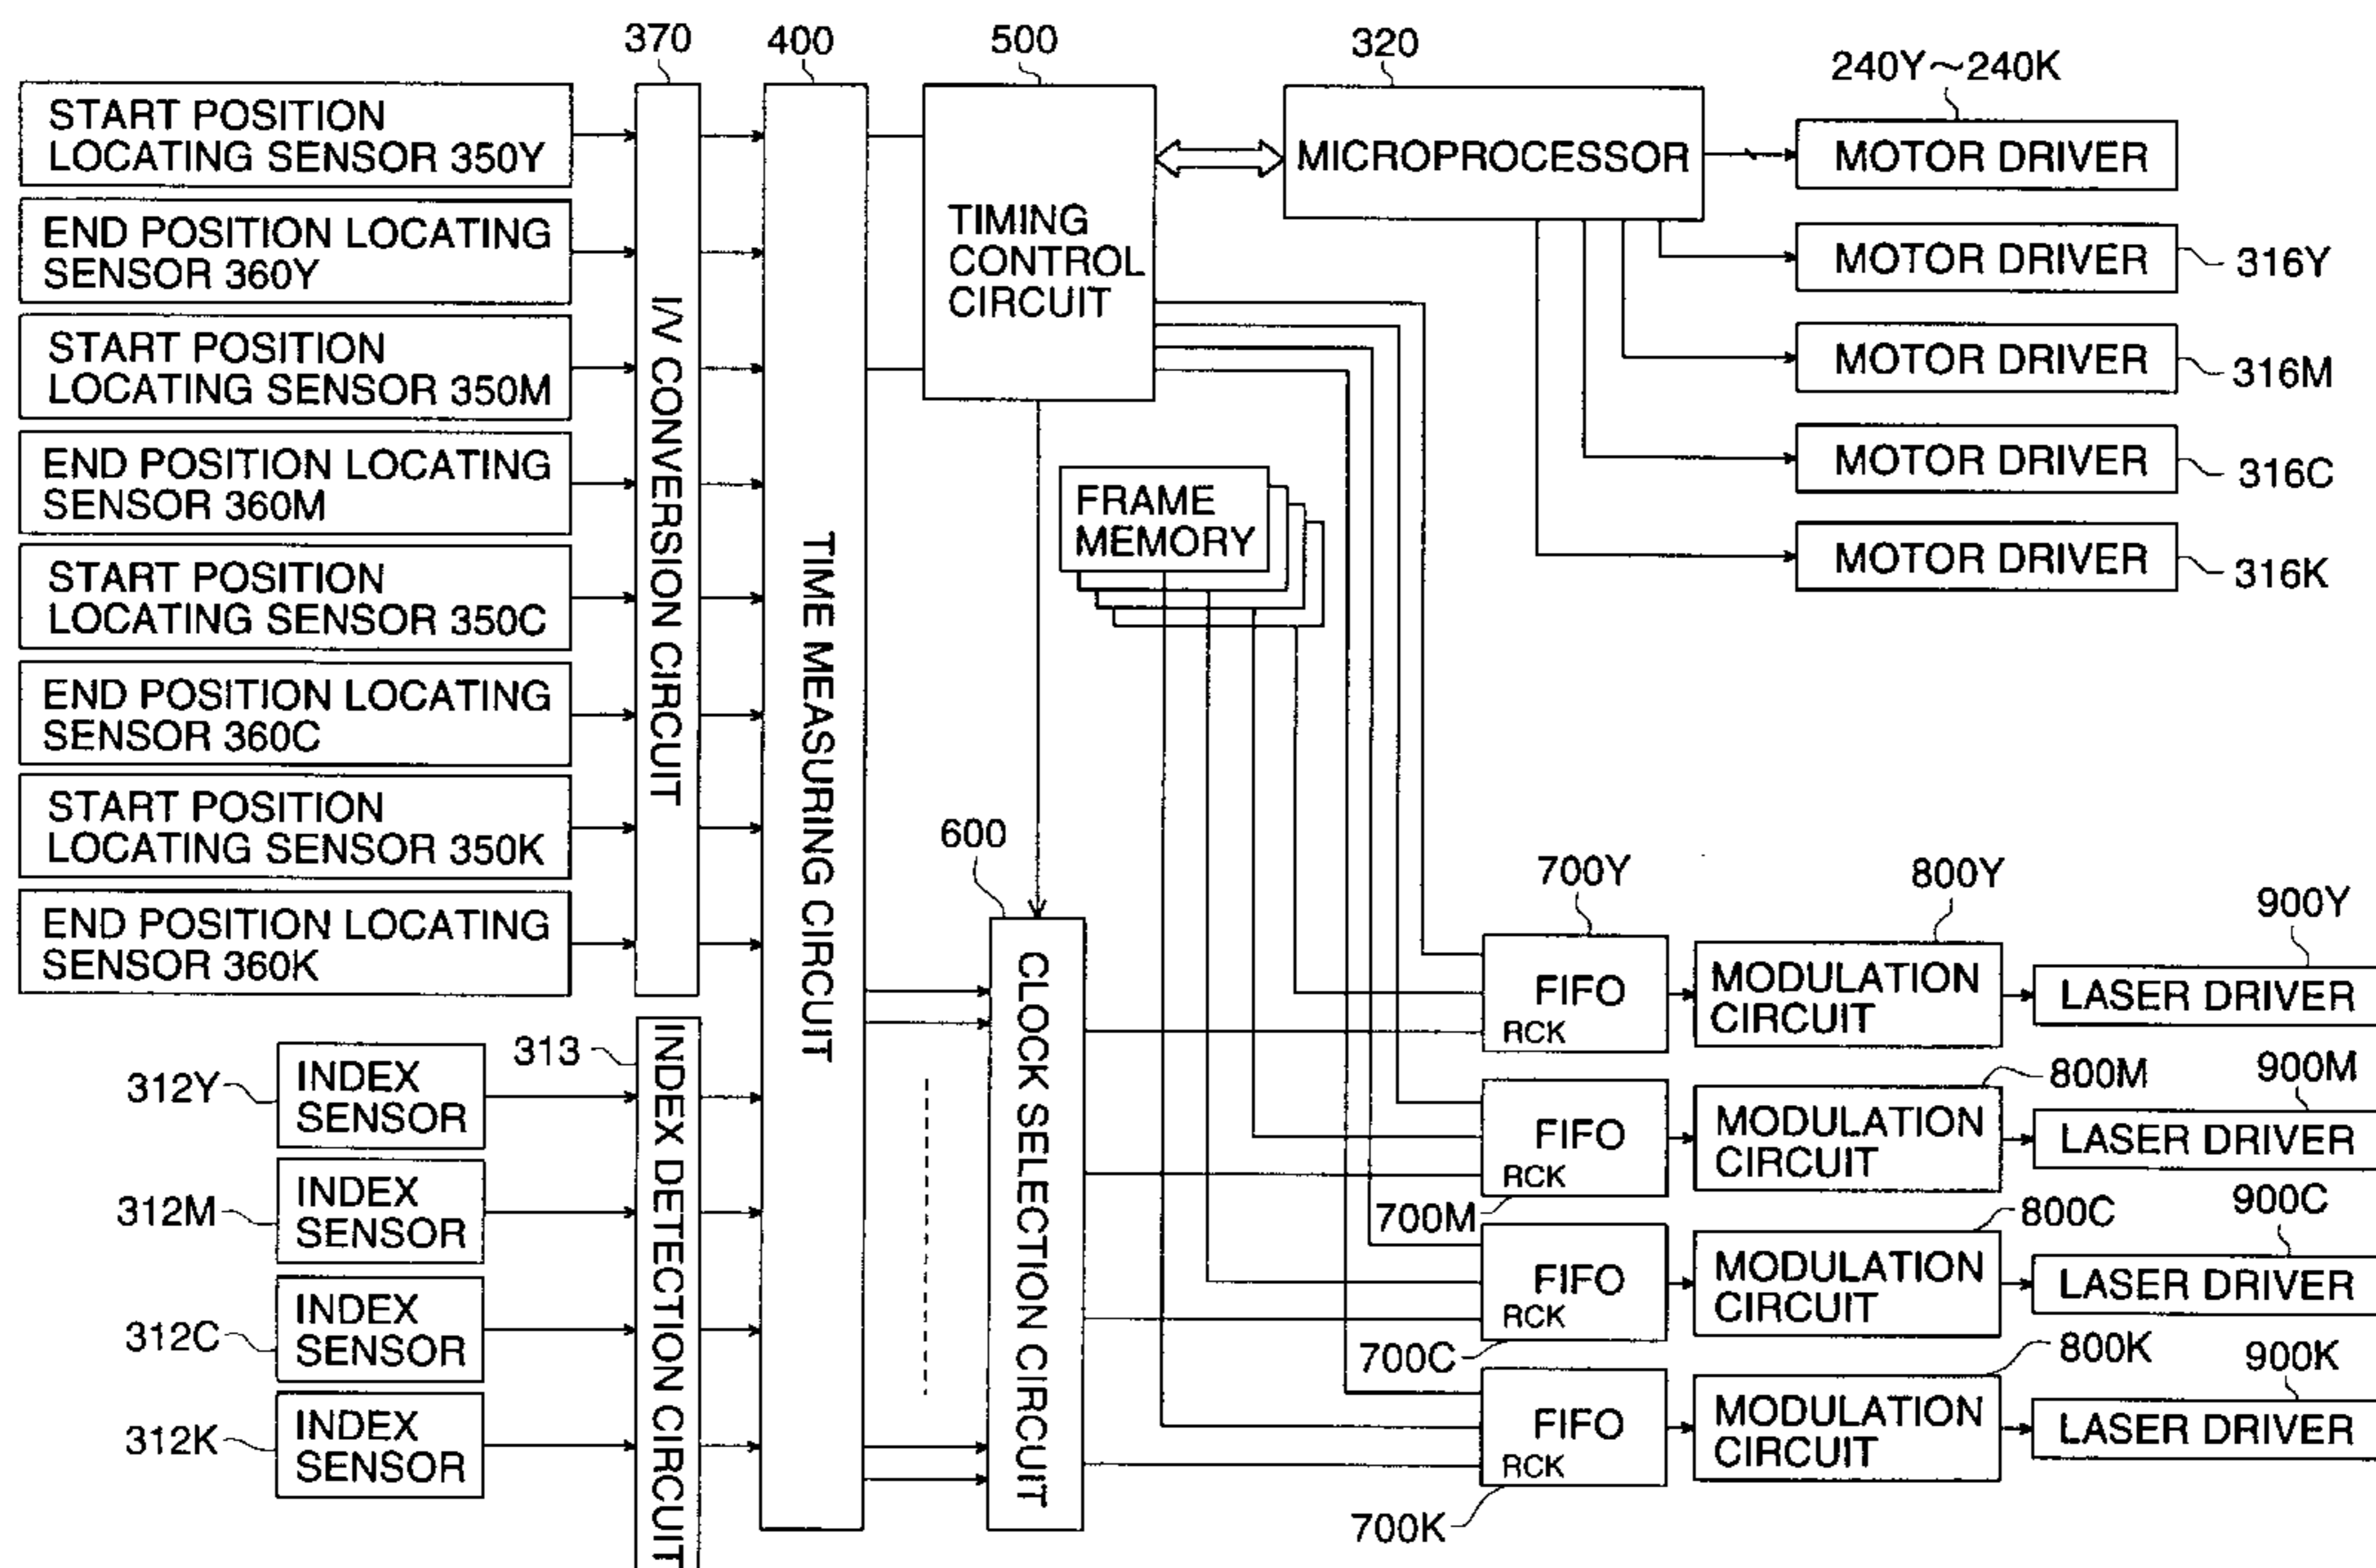 370
400
500
320
240Y~240K
START POSITION
LOCATING SENSOR 350Y
END POSITION LOCATING
SENSOR 360Y
START POSITION
LOCATING SENSOR 350M
END POSITION LOCATING
SENSOR 360M
START POSITION
LOCATING SENSOR 350C
END POSITION LOCATING
SENSOR 360C
START POSITION
LOCATING SENSOR 350K
END POSITION LOCATING
SENSOR 360K
I/V CONVERSION CIRCUIT
TIME MEASURING CIRCUIT
TIMING
CONTROL
CIRCUIT
MICROPROCESSOR
MOTOR DRIVER
MOTOR DRIVER
316Y
MOTOR DRIVER
316M
MOTOR DRIVER
316C
MOTOR DRIVER
316K
FRAME
MEMORY
600
CLOCK SELECTION CIRCUIT
313
INDEX DETECTION CIRCUIT
312Y
INDEX
SENSOR
312M
INDEX
SENSOR
312C
INDEX
SENSOR
312K
INDEX
SENSOR
700Y
800Y
900Y
FIFO
RCK
MODULATION
CIRCUIT
LASER DRIVER
800M
900M
FIFO
RCK
700M
MODULATION
CIRCUIT
LASER DRIVER
800C
900C
FIFO
RCK
700C
MODULATION
CIRCUIT
LASER DRIVER
800K
900K
FIFO
RCK
700K
MODULATION
CIRCUIT
LASER DRIVER